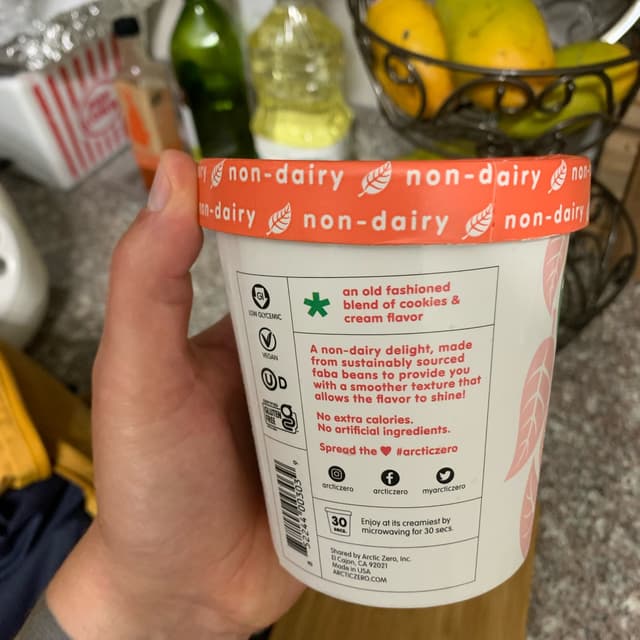 non-dairy non-dairy non
non-dairy non-dairy non-dairy
GI
LOW GLYCEMIC
VEGAN
U D
GLUTEN
FREE
an old fashioned
blend of cookies &
cream flavor
A non-dairy delight, made
from sustainably sourced
faba beans to provide you
with a smoother texture that
allows the flavor to shine!
No extra calories.
No artificial ingredients.
Spread the #arcticzero
arcticzero arcticzero myarcticzero
30
SECS.
Enjoy at its creamiest by
microwaving for 30 secs.
Shared by Arctic Zero, Inc.
El Cajon, CA 92021
Made in USA
ARCTICZERO.COM